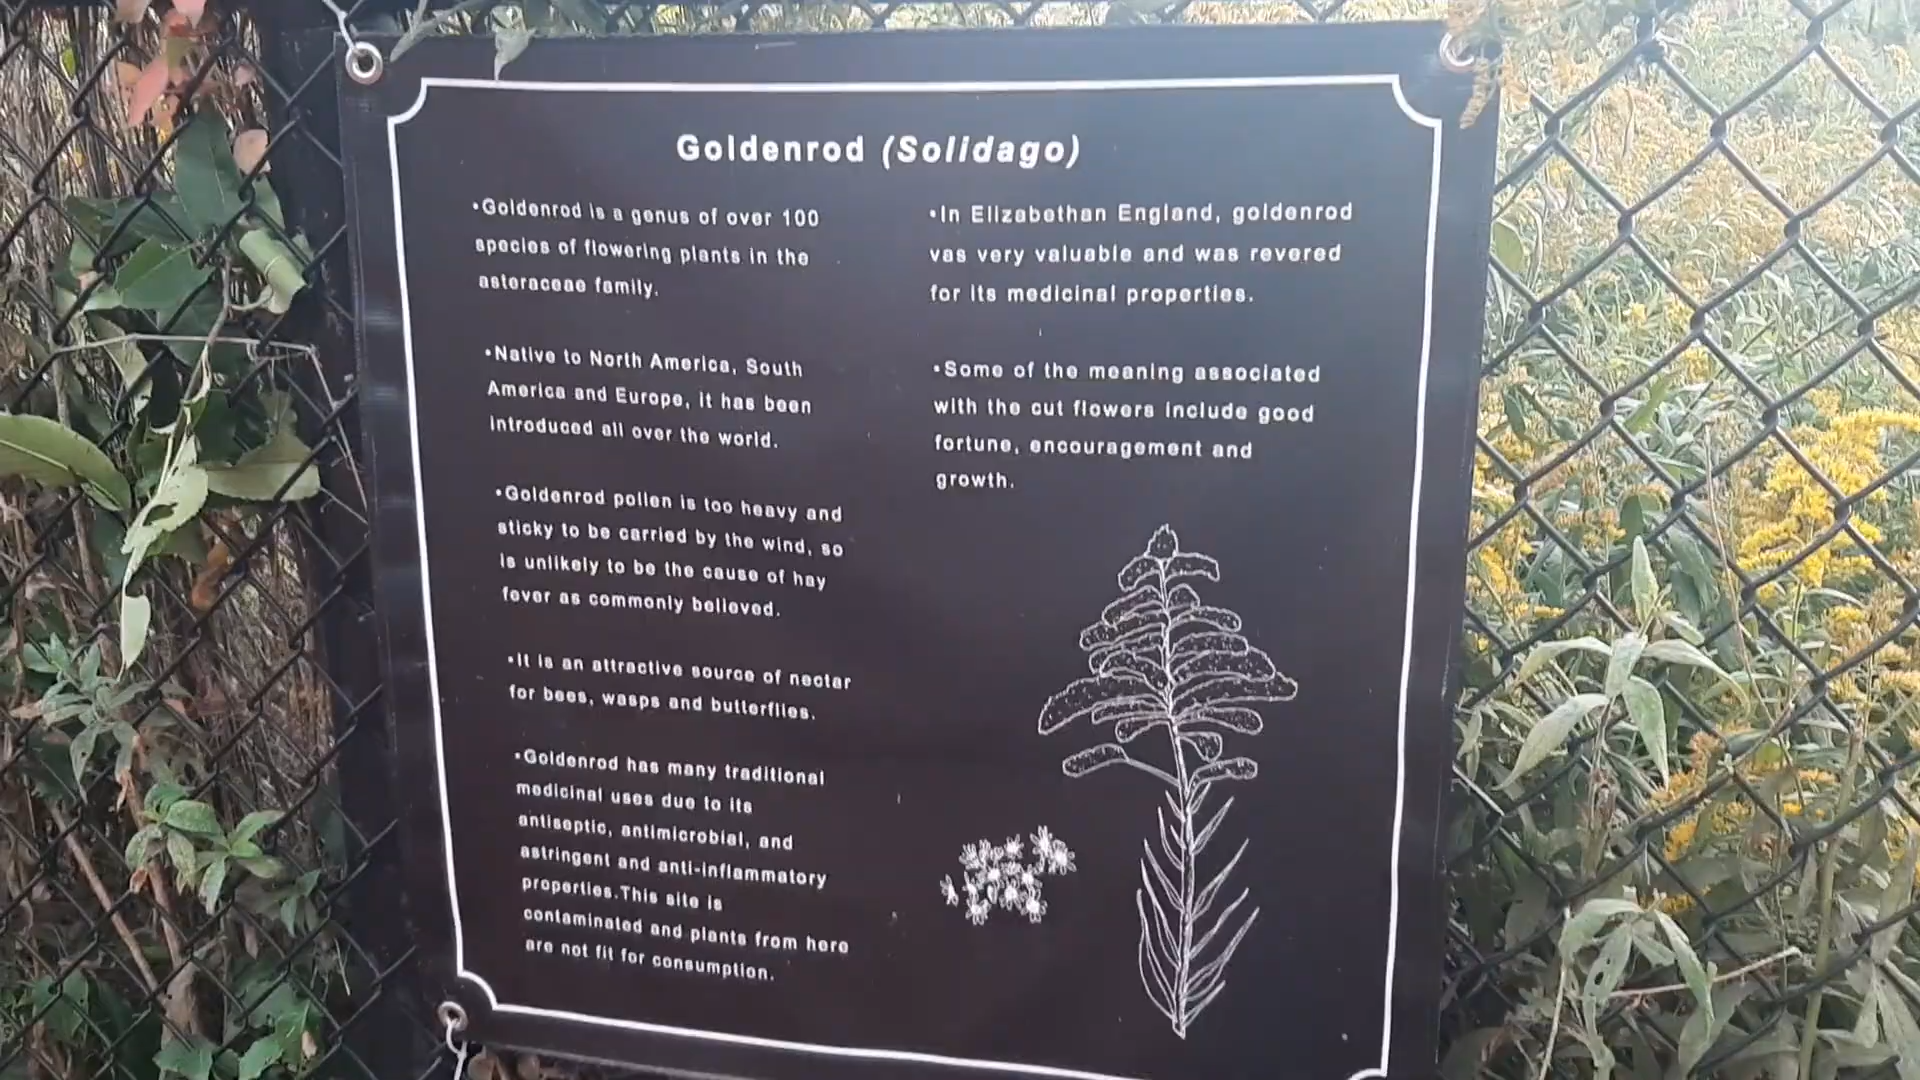 Goldenrod (Solidago)
•Goldenrod is a genus of over 100
species of flowering plants in the
asteraceae family.
•Native to North America, South
America and Europe, it has been
introduced all over the world.
•Goldenrod pollen is too heavy and
sticky to be carried by the wind, so
is unlikely to be the cause of hay
fever as commonly believed.
•It is an attractive source of nectar
for bees, wasps and butterflies.
•Goldenrod has many traditional
medicinal uses due to its
antiseptic, antimicrobial, and
astringent and anti-inflammatory
properties.This site is
contaminated and plants from here
are not fit for consumption.
•In Elizabethan England, goldenrod
vas very valuable and was revered
for its medicinal properties.
•Some of the meaning associated
with the cut flowers include good
fortune, encouragement and
growth.